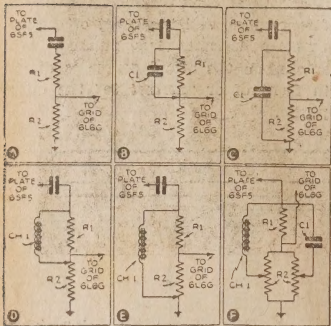 TO
PLATE
OF
6SF5
R1
R2
TO
GRID
OF
6L6G
A
TO
PLATE
OF
6SF5
C1
R1
R2
TO
GRID
OF
6L6G
B
TO
PLATE
OF
6SF5
R1
C1
R2
TO
GRID
OF
6L6G
C
TO
PLATE
OF
6SF5
R1
CH 1
R2
TO
GRID
OF
6L6G
D
TO
PLATE
OF
6SF5
R1
CH 1
R2
TO
GRID
OF
6L6G
E
TO
PLATE
OF
6SF5
TO
GRID
OF
6L6G
R1
C1
CH 1
R2
F